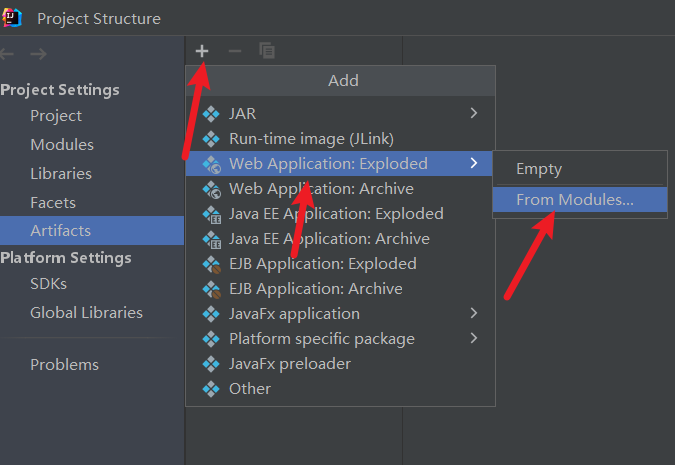 Project Structure
Project Settings
Project
Modules
Libraries
Facets
Artifacts
Platform Settings
SDKs
Global Libraries
Problems
Add
JAR
Run-time image (JLink)
Web Application: Exploded
Web Application: Archive
Java EE Application: Exploded
Java EE Application: Archive
EJB Application: Exploded
EJB Application: Archive
JavaFx application
Platform specific package
JavaFx preloader
Other
Empty
From Modules...